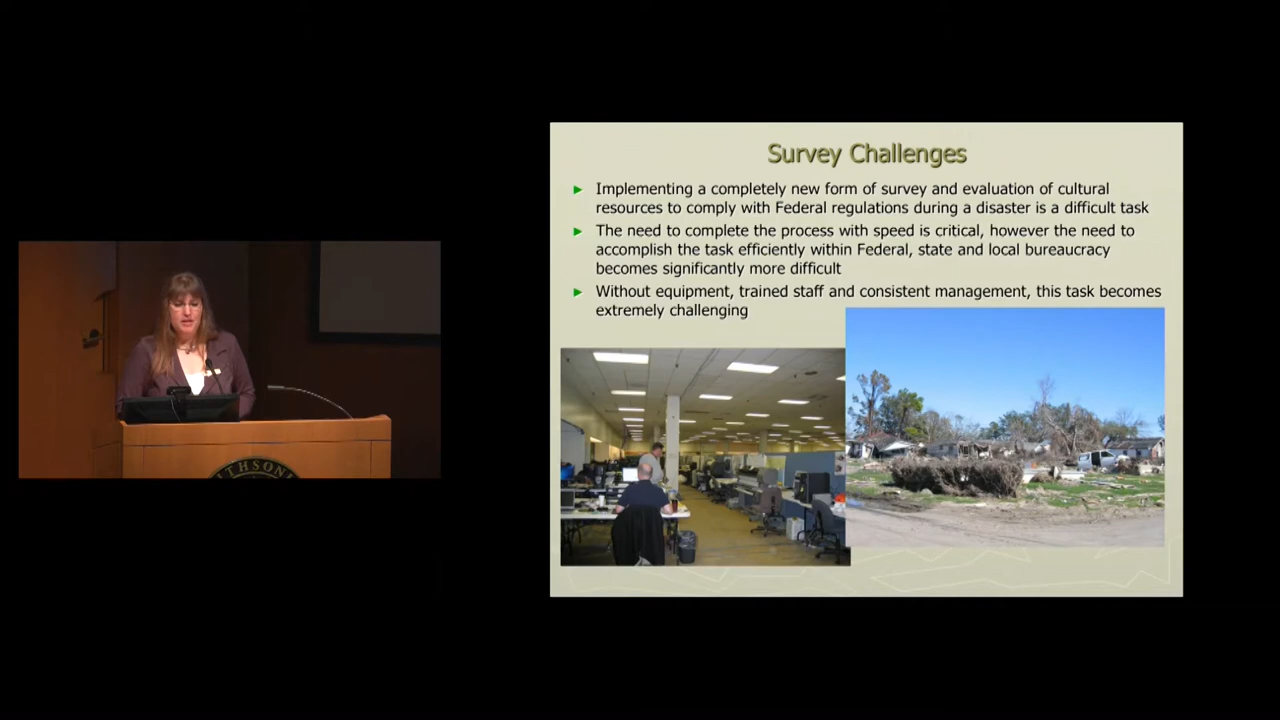 Survey Challenges
Implementing a completely new form of survey and evaluation of cultural
resources to comply with Federal regulations during a disaster is a difficult task
The need to complete the process with speed is critical, however the need to
accomplish the task efficiently within Federal, state and local bureaucracy
becomes significantly more difficult
Without equipment, trained staff and consistent management, this task becomes
extremely challenging
THSON